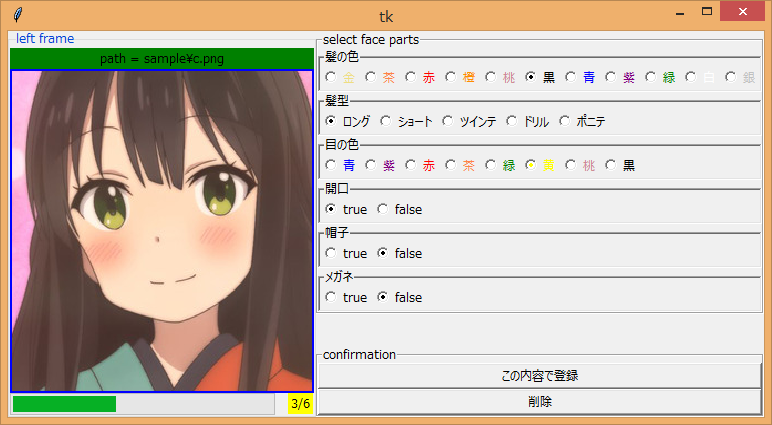 tk
left frame
path = sample¥c.png
3/6
select face parts
髪の色
金 茶 赤 橙 桃 黒 青 紫 緑 白 銀
髪型
ロング ショート ツインテ ドリル ポニテ
目の色
青 紫 赤 茶 緑 黄 桃 黒
開口
true false
帽子
true false
メガネ
true false
confirmation
この内容で登録
削除